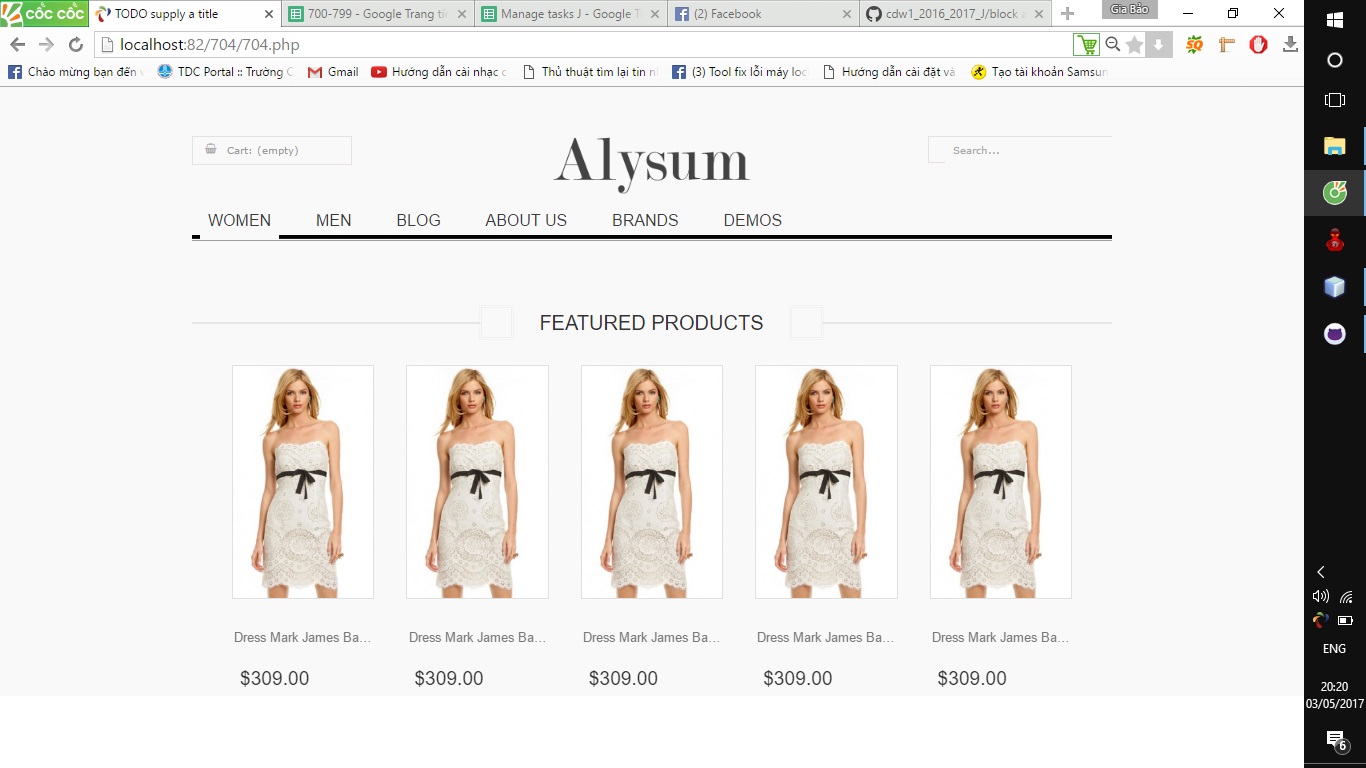 cốc cốc
TODO supply a title
700-799 - Google Trang tí
Manage tasks J - Google T
(2) Facebook
cdw1_2016_2017_J/block a
Gia Bảo
localhost:82/704/704.php
Chào mừng bạn đến v
TDC Portal :: Trường C
Gmail
Hướng dẫn cài nhạc c
Thủ thuật tìm lại tin n
(3) Tool fix lỗi máy loc
Hướng dẫn cài đặt và
Tạo tài khoản Samsun
Cart: (empty)
Alysum
Search...
WOMEN
MEN
BLOG
ABOUT US
BRANDS
DEMOS
FEATURED PRODUCTS
Dress Mark James Ba...
Dress Mark James Ba...
Dress Mark James Ba...
Dress Mark James Ba...
Dress Mark James Ba...
$309.00
$309.00
$309.00
$309.00
$309.00
ENG
20:20
03/05/2017
6